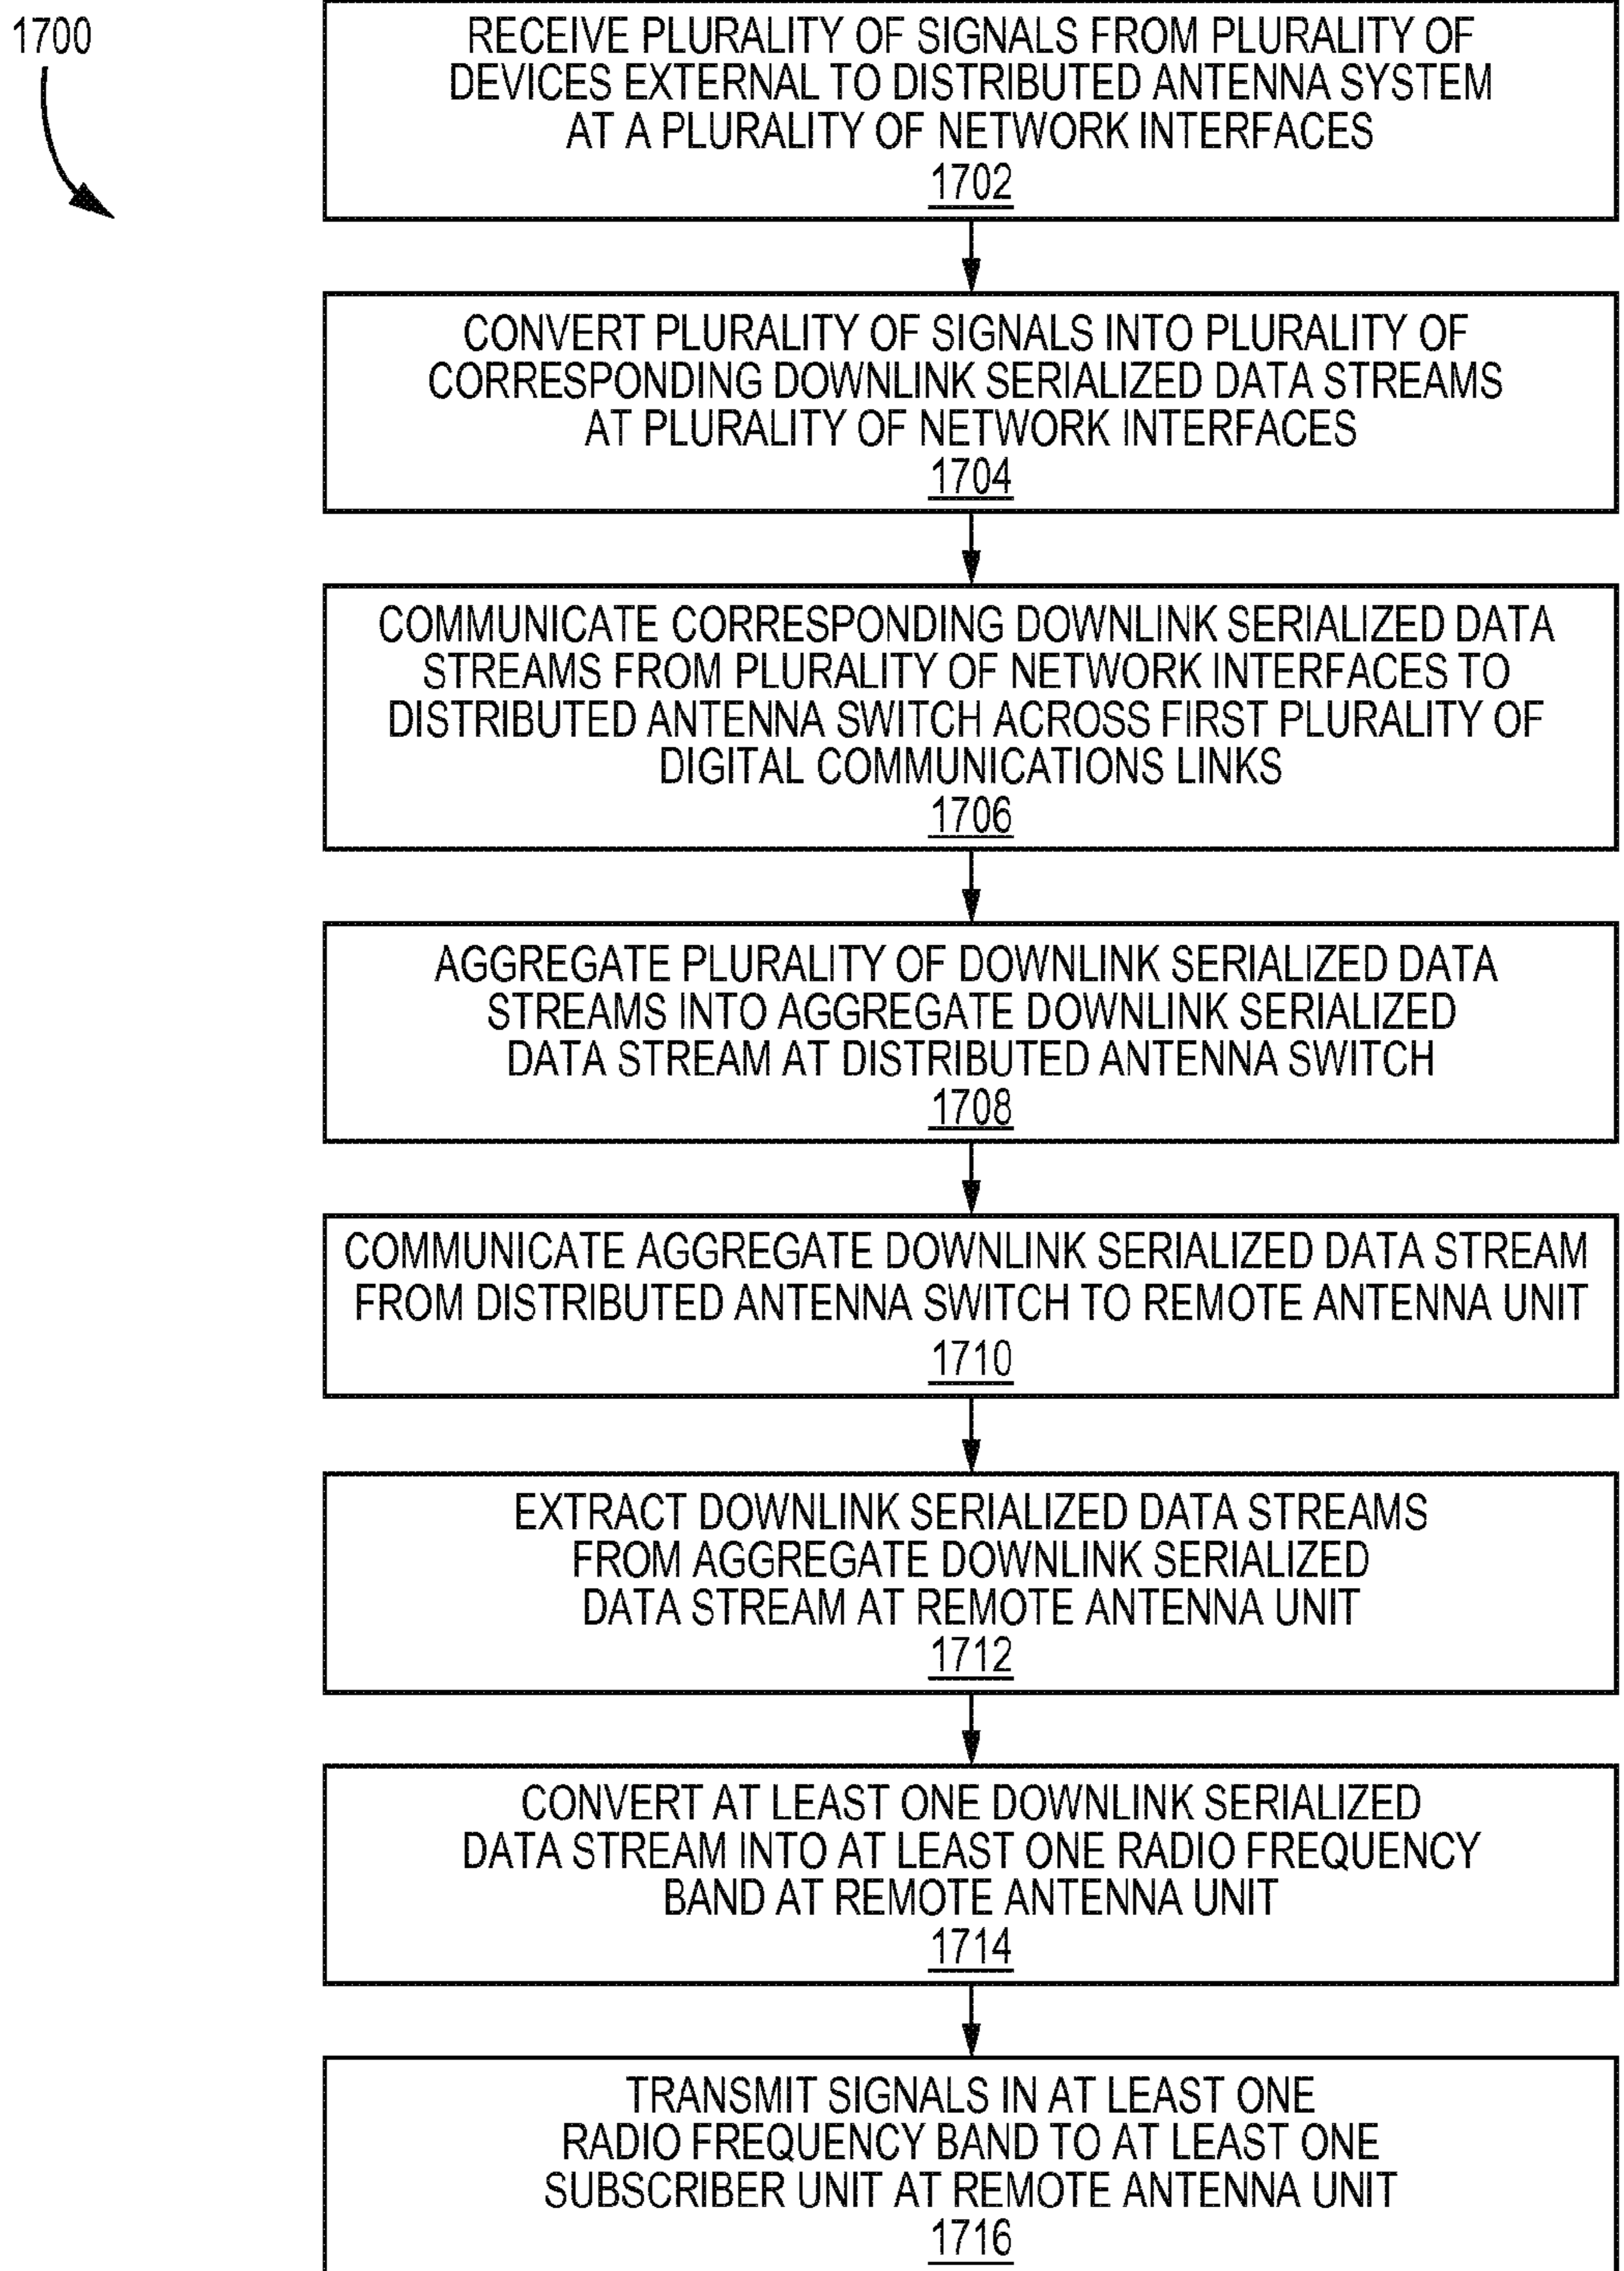 1700
RECEIVE PLURALITY OF SIGNALS FROM PLURALITY OF
DEVICES EXTERNAL TO DISTRIBUTED ANTENNA SYSTEM
AT A PLURALITY OF NETWORK INTERFACES
1702
CONVERT PLURALITY OF SIGNALS INTO PLURALITY OF
CORRESPONDING DOWNLINK SERIALIZED DATA STREAMS
AT PLURALITY OF NETWORK INTERFACES
1704
COMMUNICATE CORRESPONDING DOWNLINK SERIALIZED DATA
STREAMS FROM PLURALITY OF NETWORK INTERFACES TO
DISTRIBUTED ANTENNA SWITCH ACROSS FIRST PLURALITY OF
DIGITAL COMMUNICATIONS LINKS
1706
AGGREGATE PLURALITY OF DOWNLINK SERIALIZED DATA
STREAMS INTO AGGREGATE DOWNLINK SERIALIZED
DATA STREAM AT DISTRIBUTED ANTENNA SWITCH
1708
COMMUNICATE AGGREGATE DOWNLINK SERIALIZED DATA STREAM
FROM DISTRIBUTED ANTENNA SWITCH TO REMOTE ANTENNA UNIT
1710
EXTRACT DOWNLINK SERIALIZED DATA STREAMS
FROM AGGREGATE DOWNLINK SERIALIZED
DATA STREAM AT REMOTE ANTENNA UNIT
1712
CONVERT AT LEAST ONE DOWNLINK SERIALIZED
DATA STREAM INTO AT LEAST ONE RADIO FREQUENCY
BAND AT REMOTE ANTENNA UNIT
1714
TRANSMIT SIGNALS IN AT LEAST ONE
RADIO FREQUENCY BAND TO AT LEAST ONE
SUBSCRIBER UNIT AT REMOTE ANTENNA UNIT
1716